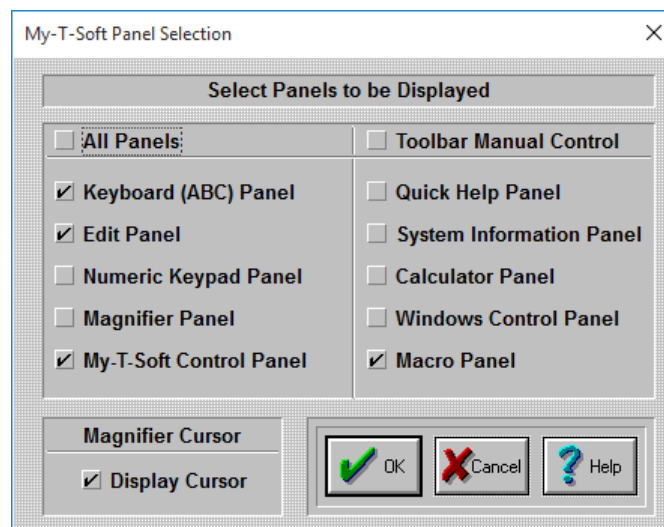 My-T-Soft Panel Selection
Select Panels to be Displayed
All Panels
Toolbar Manual Control
Keyboard (ABC) Panel
Quick Help Panel
Edit Panel
System Information Panel
Numeric Keypad Panel
Calculator Panel
Magnifier Panel
Windows Control Panel
My-T-Soft Control Panel
Macro Panel
Magnifier Cursor
Display Cursor
OK
Cancel
Help